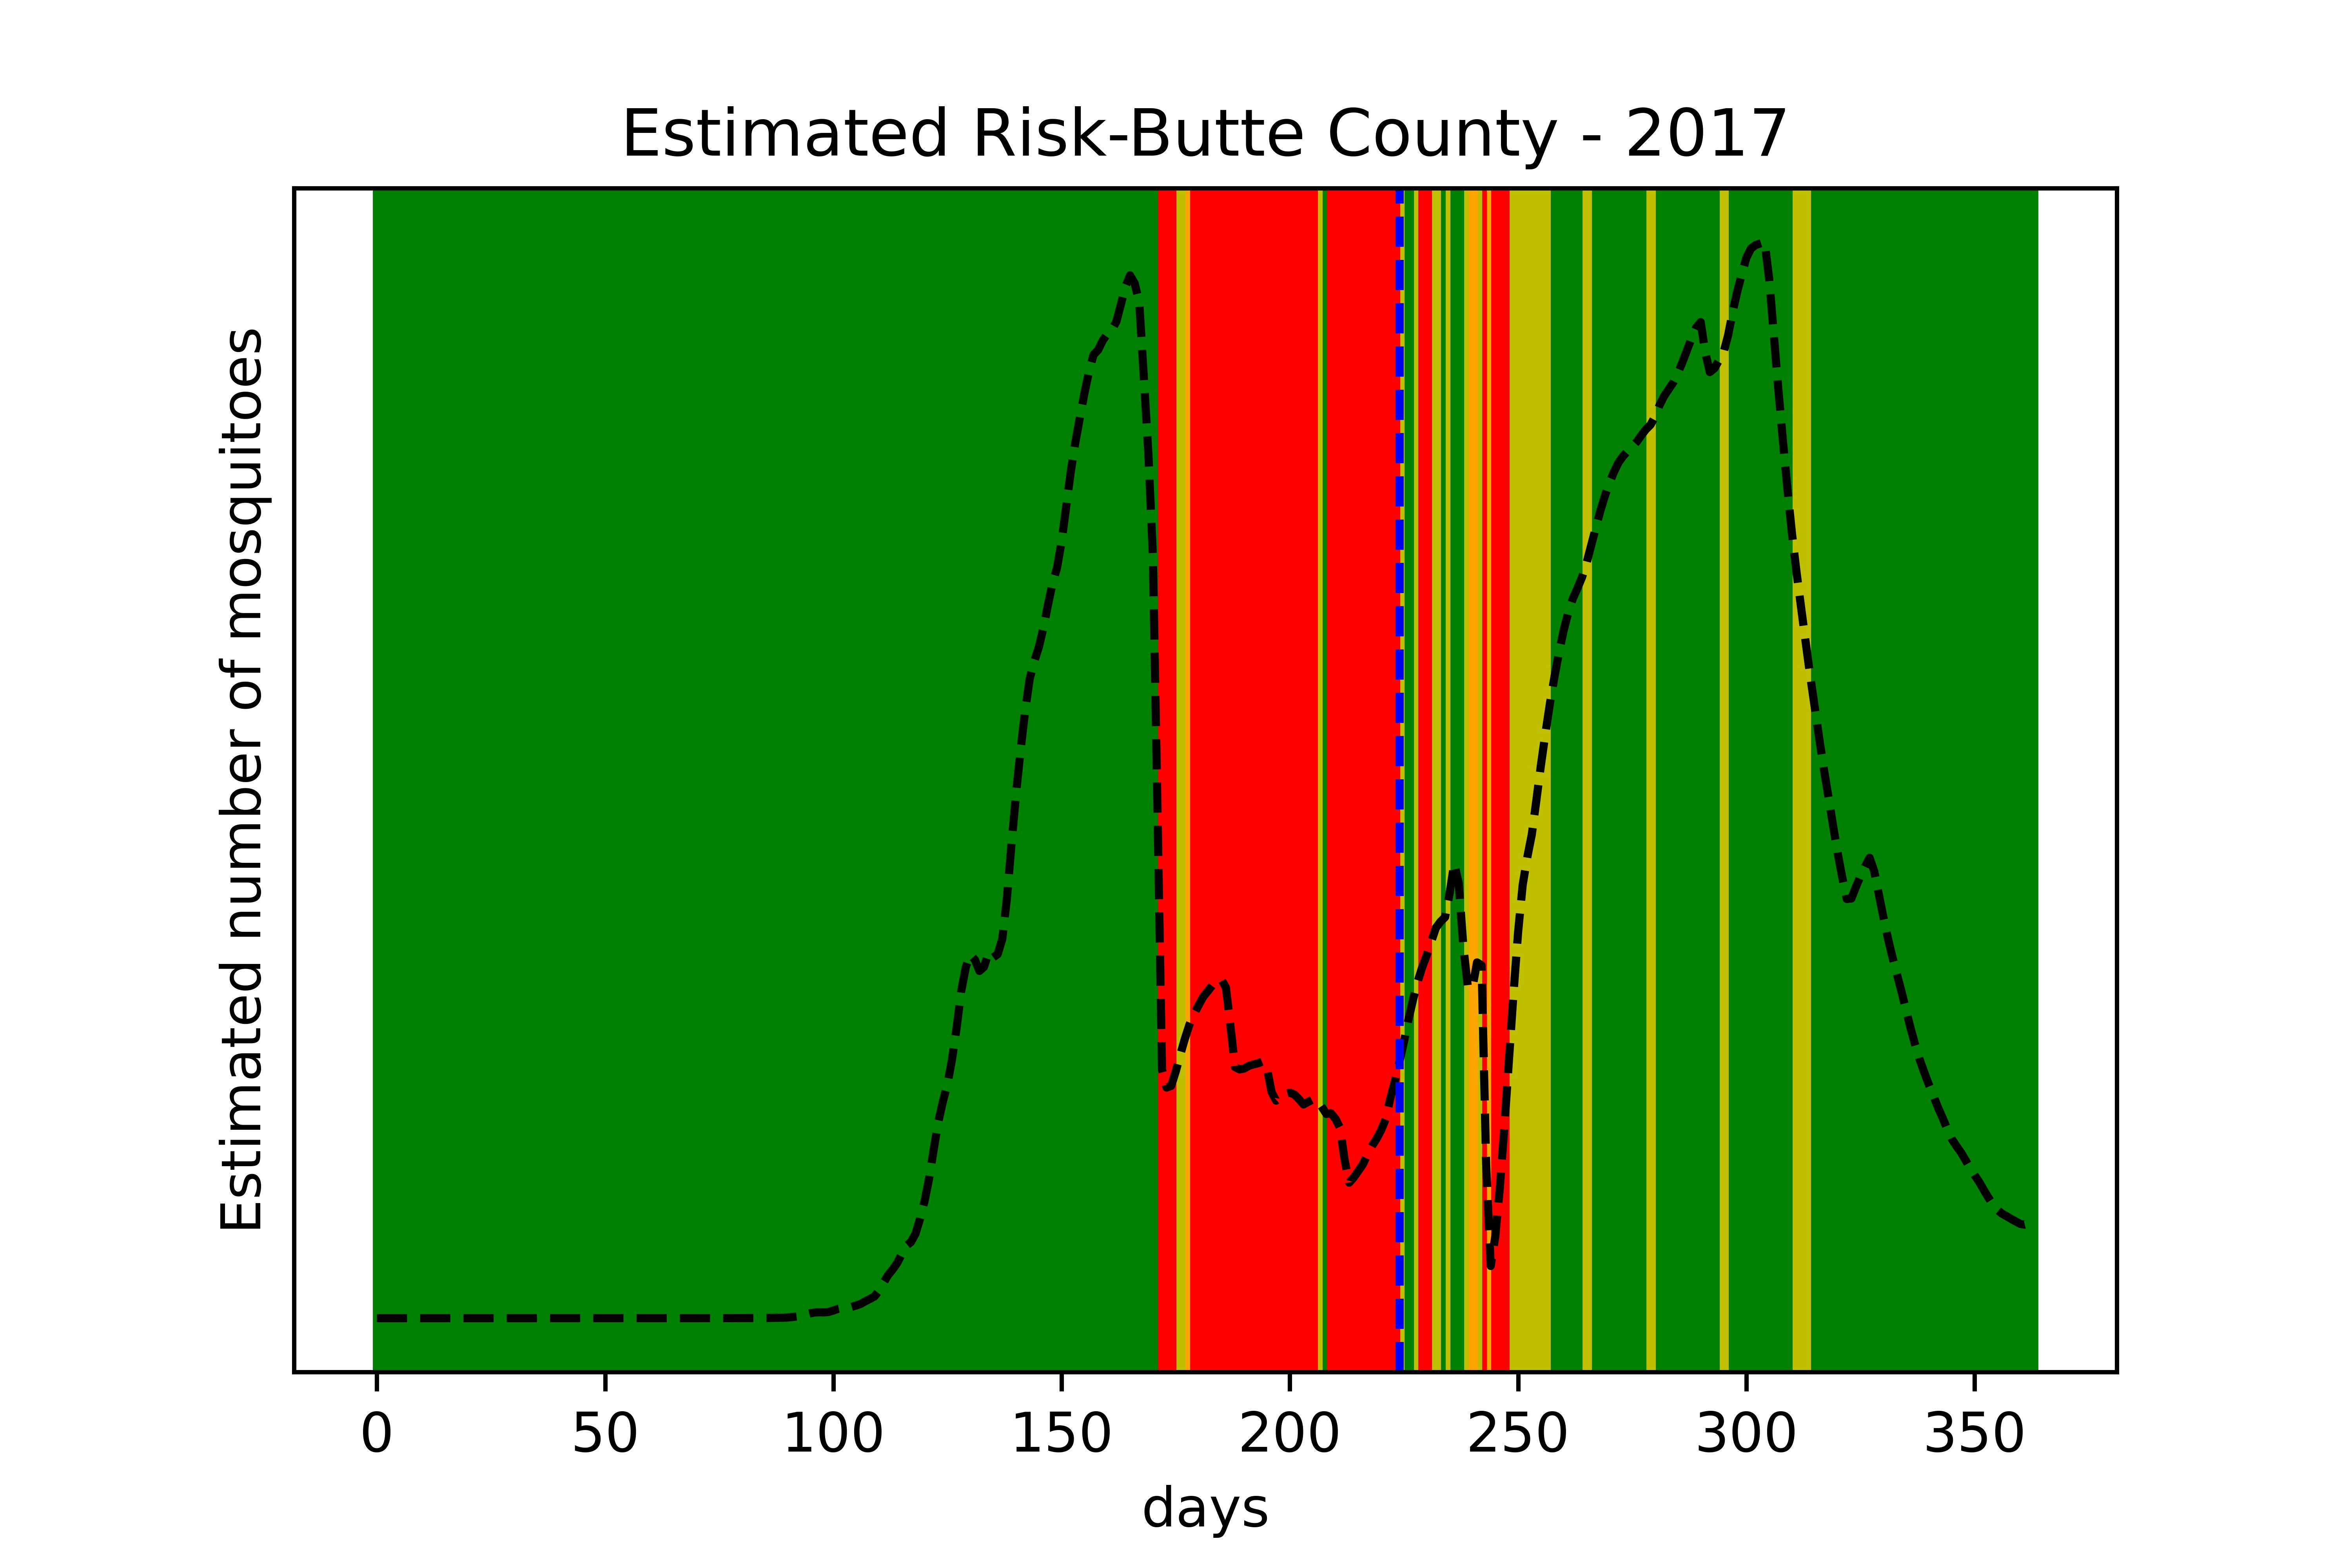 Estimated Risk-Butte County - 2017
Estimated number of mosquitoes
0 50 100 150 200 250 300 350
days